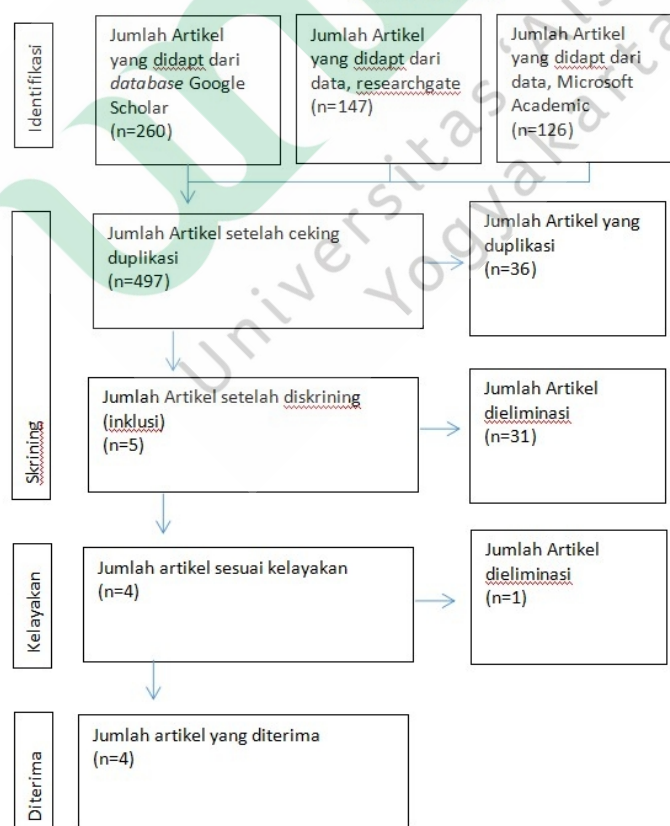 Identifikasi
Jumlah Artikel
yang didapt dari
database Google
Scholar
(n=260)
Jumlah Artikel
yang didapt dari
data, researchgate
(n=147)
Jumlah Artikel
yang didapt dari
data, Microsoft
Academic
(n=126)
Skrining
Jumlah Artikel setelah ceking
duplikasi
(n=497)
Jumlah Artikel yang
duplikasi
(n=36)
Jumlah Artikel setelah diskrining
(inklusi)
(n=5)
Jumlah Artikel
dieliminasi
(n=31)
Kelayakan
Jumlah artikel sesuai kelayakan
(n=4)
Jumlah Artikel
dieliminasi
(n=1)
Diterima
Jumlah artikel yang diterima
(n=4)
Universitas
Yogyakarta